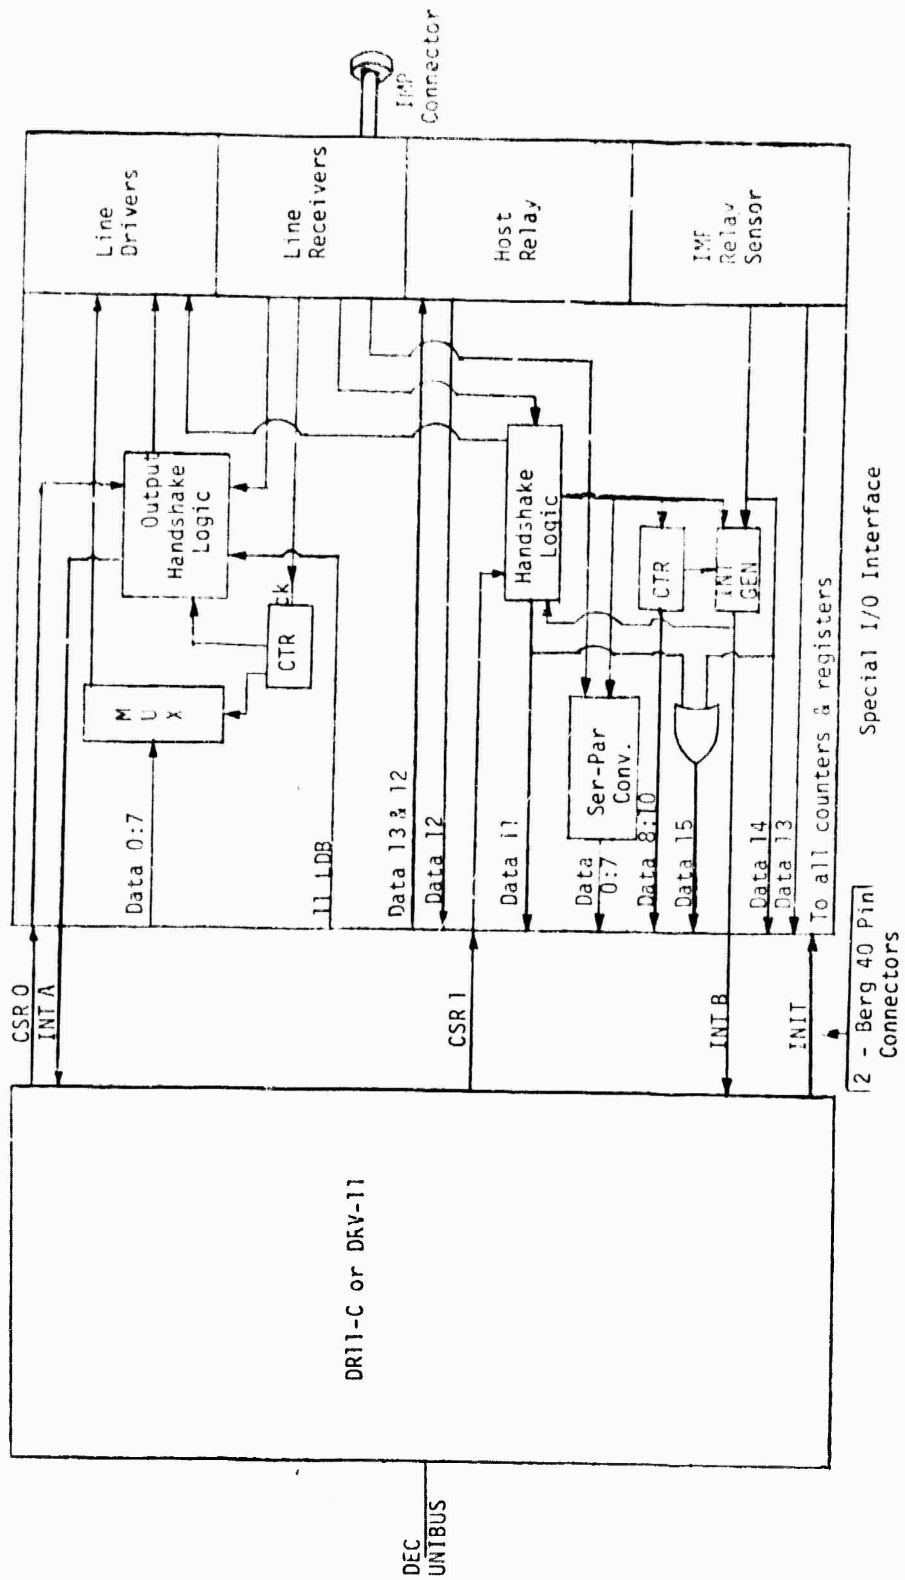 DEC
UNIBUS
DR11-C or DRV-11
CSR 0
INT A
CSR 1
INT B
INIT
2 - Berg 40 Pin
Connectors
Data 0:7
M
U
X
CTR
ck
Output
Handshake
Logic
11 LDB
Data 13 & 12
Data 12
Data 11
Handshake
Logic
Data
0:7
Ser-Par
Conv.
Data 8:10
CTR
Data 15
INT
GEN
Data 14
Data 13
To all counters & registers
Special I/O Interface
Line
Drivers
Line
Receivers
Host
Relay
IMP
Relay
Sensor
IMP
Connector